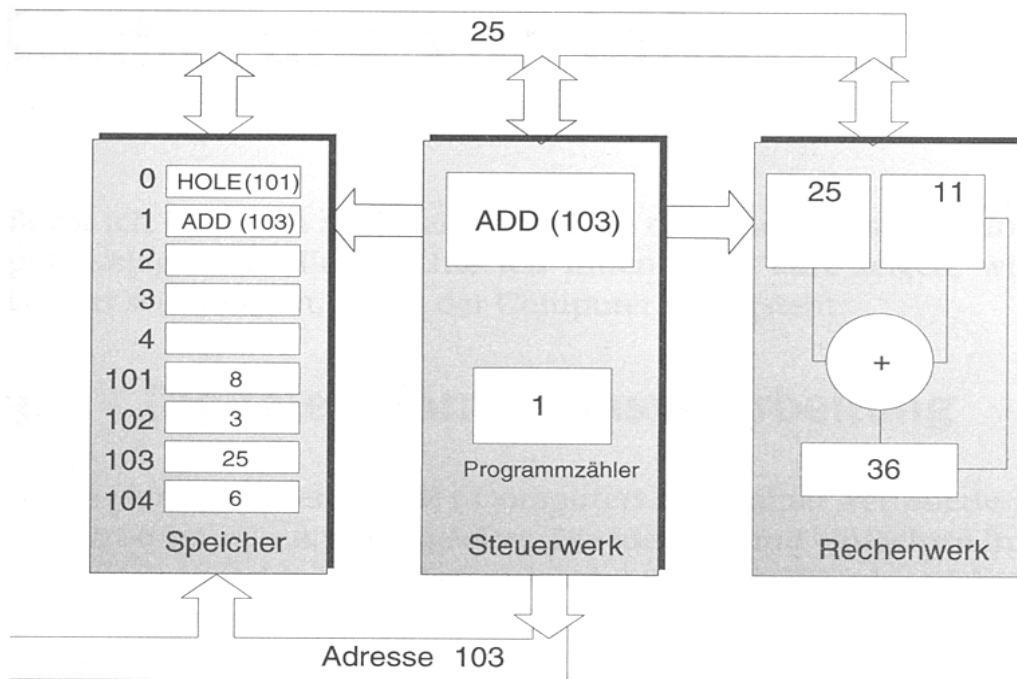 25
0 HOLE (101)
1 ADD (103)
2
3
4
101 8
102 3
103 25
104 6
Speicher
ADD (103)
1
Programmzähler
Steuerwerk
25 11
+
36
Rechenwerk
Adresse 103